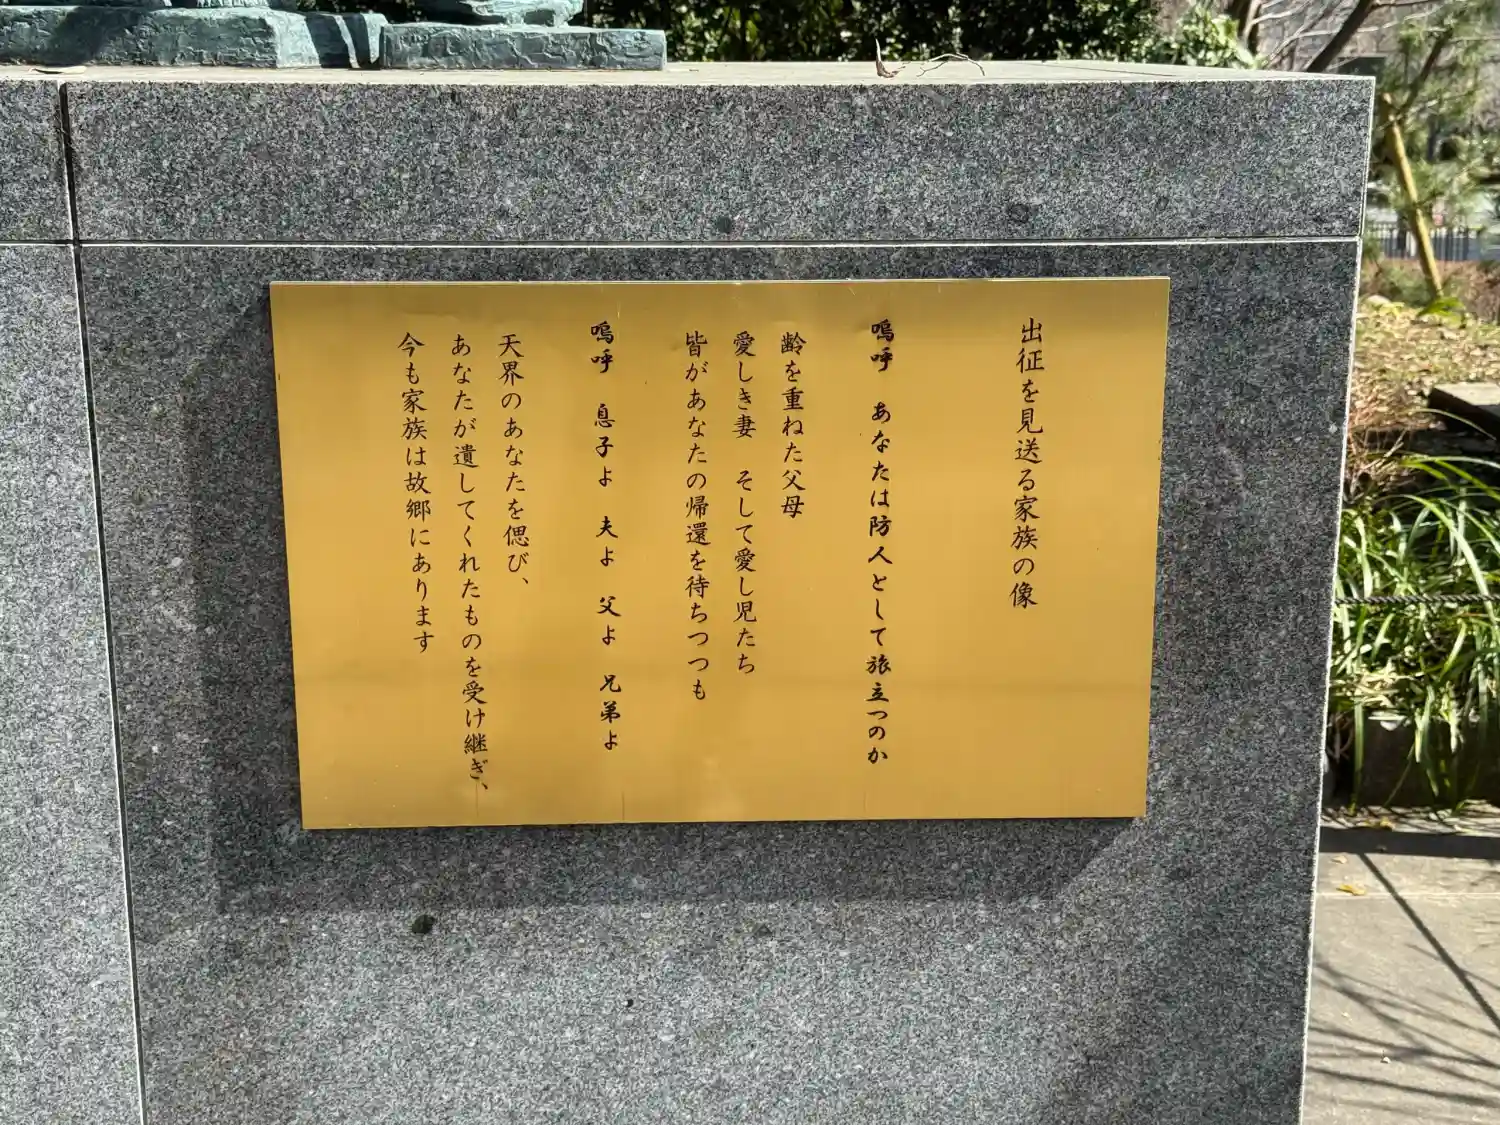 出征を見送る家族の像
嗚呼　あなたは防人として旅立つのか
齢を重ねた父母
愛しき妻　そして愛し児たち
皆があなたの帰還を待ちつつも
嗚呼　息子よ　夫よ　父よ　兄弟よ
天界のあなたを偲び、
あなたが遺してくれたものを受け継ぎ、
今も家族は故郷にあります